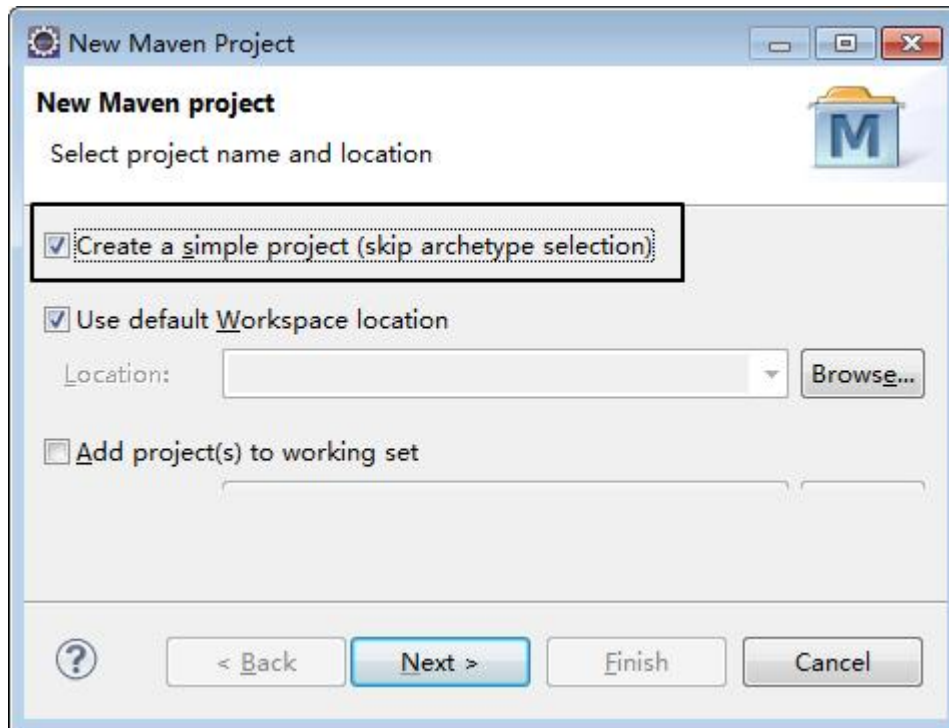 New Maven Project
New Maven project
M
Select project name and location
Create a simple project (skip archetype selection)
Use default Workspace location
Location:
Browse...
Add project(s) to working set
?
< Back
Next >
Finish
Cancel